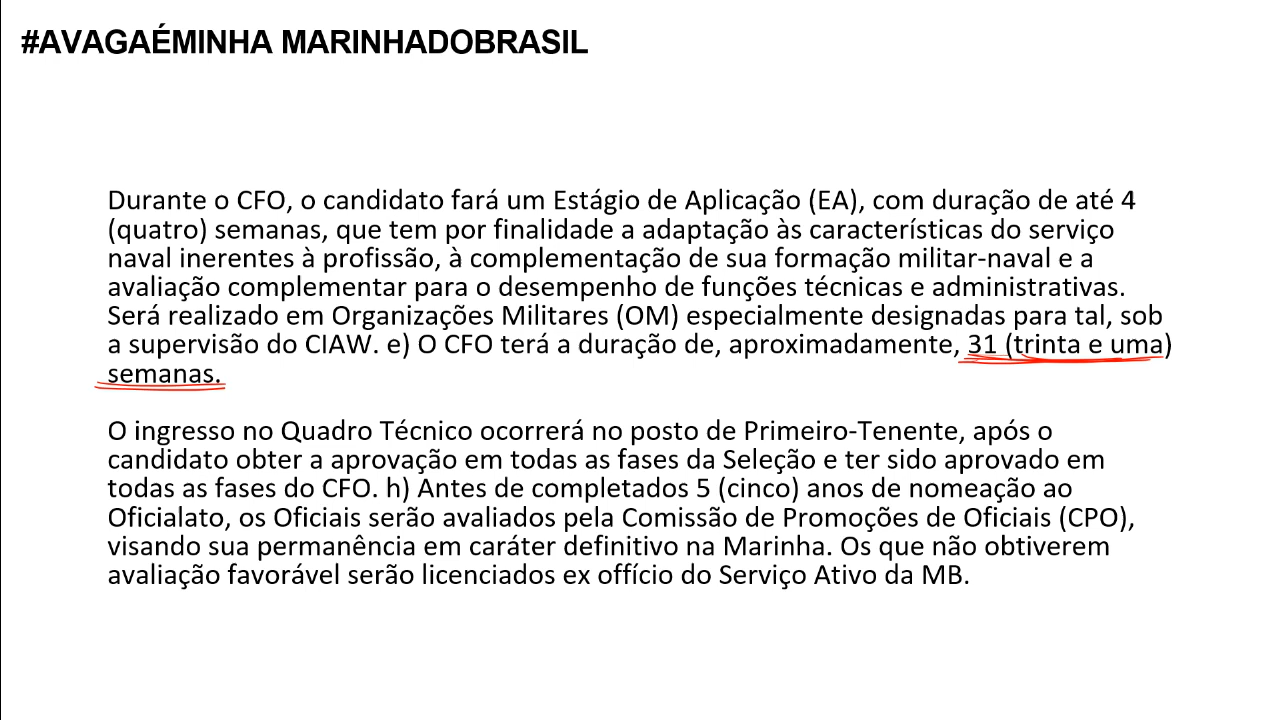 #AVAGAÉMINHA MARINHADOBRASIL
Durante o CFO, o candidato fará um Estágio de Aplicação (EA), com duração de até 4
(quatro) semanas, que tem por finalidade a adaptação às características do serviço
naval inerentes à profissão, à complementação de sua formação militar-naval e a
avaliação complementar para o desempenho de funções técnicas e administrativas.
Será realizado em Organizações Militares (OM) especialmente designadas para tal, sob
a supervisão do CIAW. e) O CFO terá a duração de, aproximadamente, 31 (trinta e uma)
semanas.
O ingresso no Quadro Técnico ocorrerá no posto de Primeiro-Tenente, após o
candidato obter a aprovação em todas as fases da Seleção e ter sido aprovado em
todas as fases do CFO. h) Antes de completados 5 (cinco) anos de nomeação ao
Oficialato, os Oficiais serão avaliados pela Comissão de Promoções de Oficiais (CPO),
visando sua permanência em caráter definitivo na Marinha. Os que não obtiverem
avaliação favorável serão licenciados ex offício do Serviço Ativo da MB.